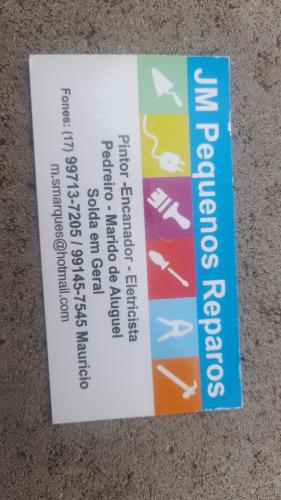 JM Pequenos Reparos
Pintor -Encanador - Eletricista
Pedreiro - Marido de Aluguel
Solda em Geral
Fones: (17) 99713-7205 / 99145-7545 Mauricio
m.smarques@hotmail.com